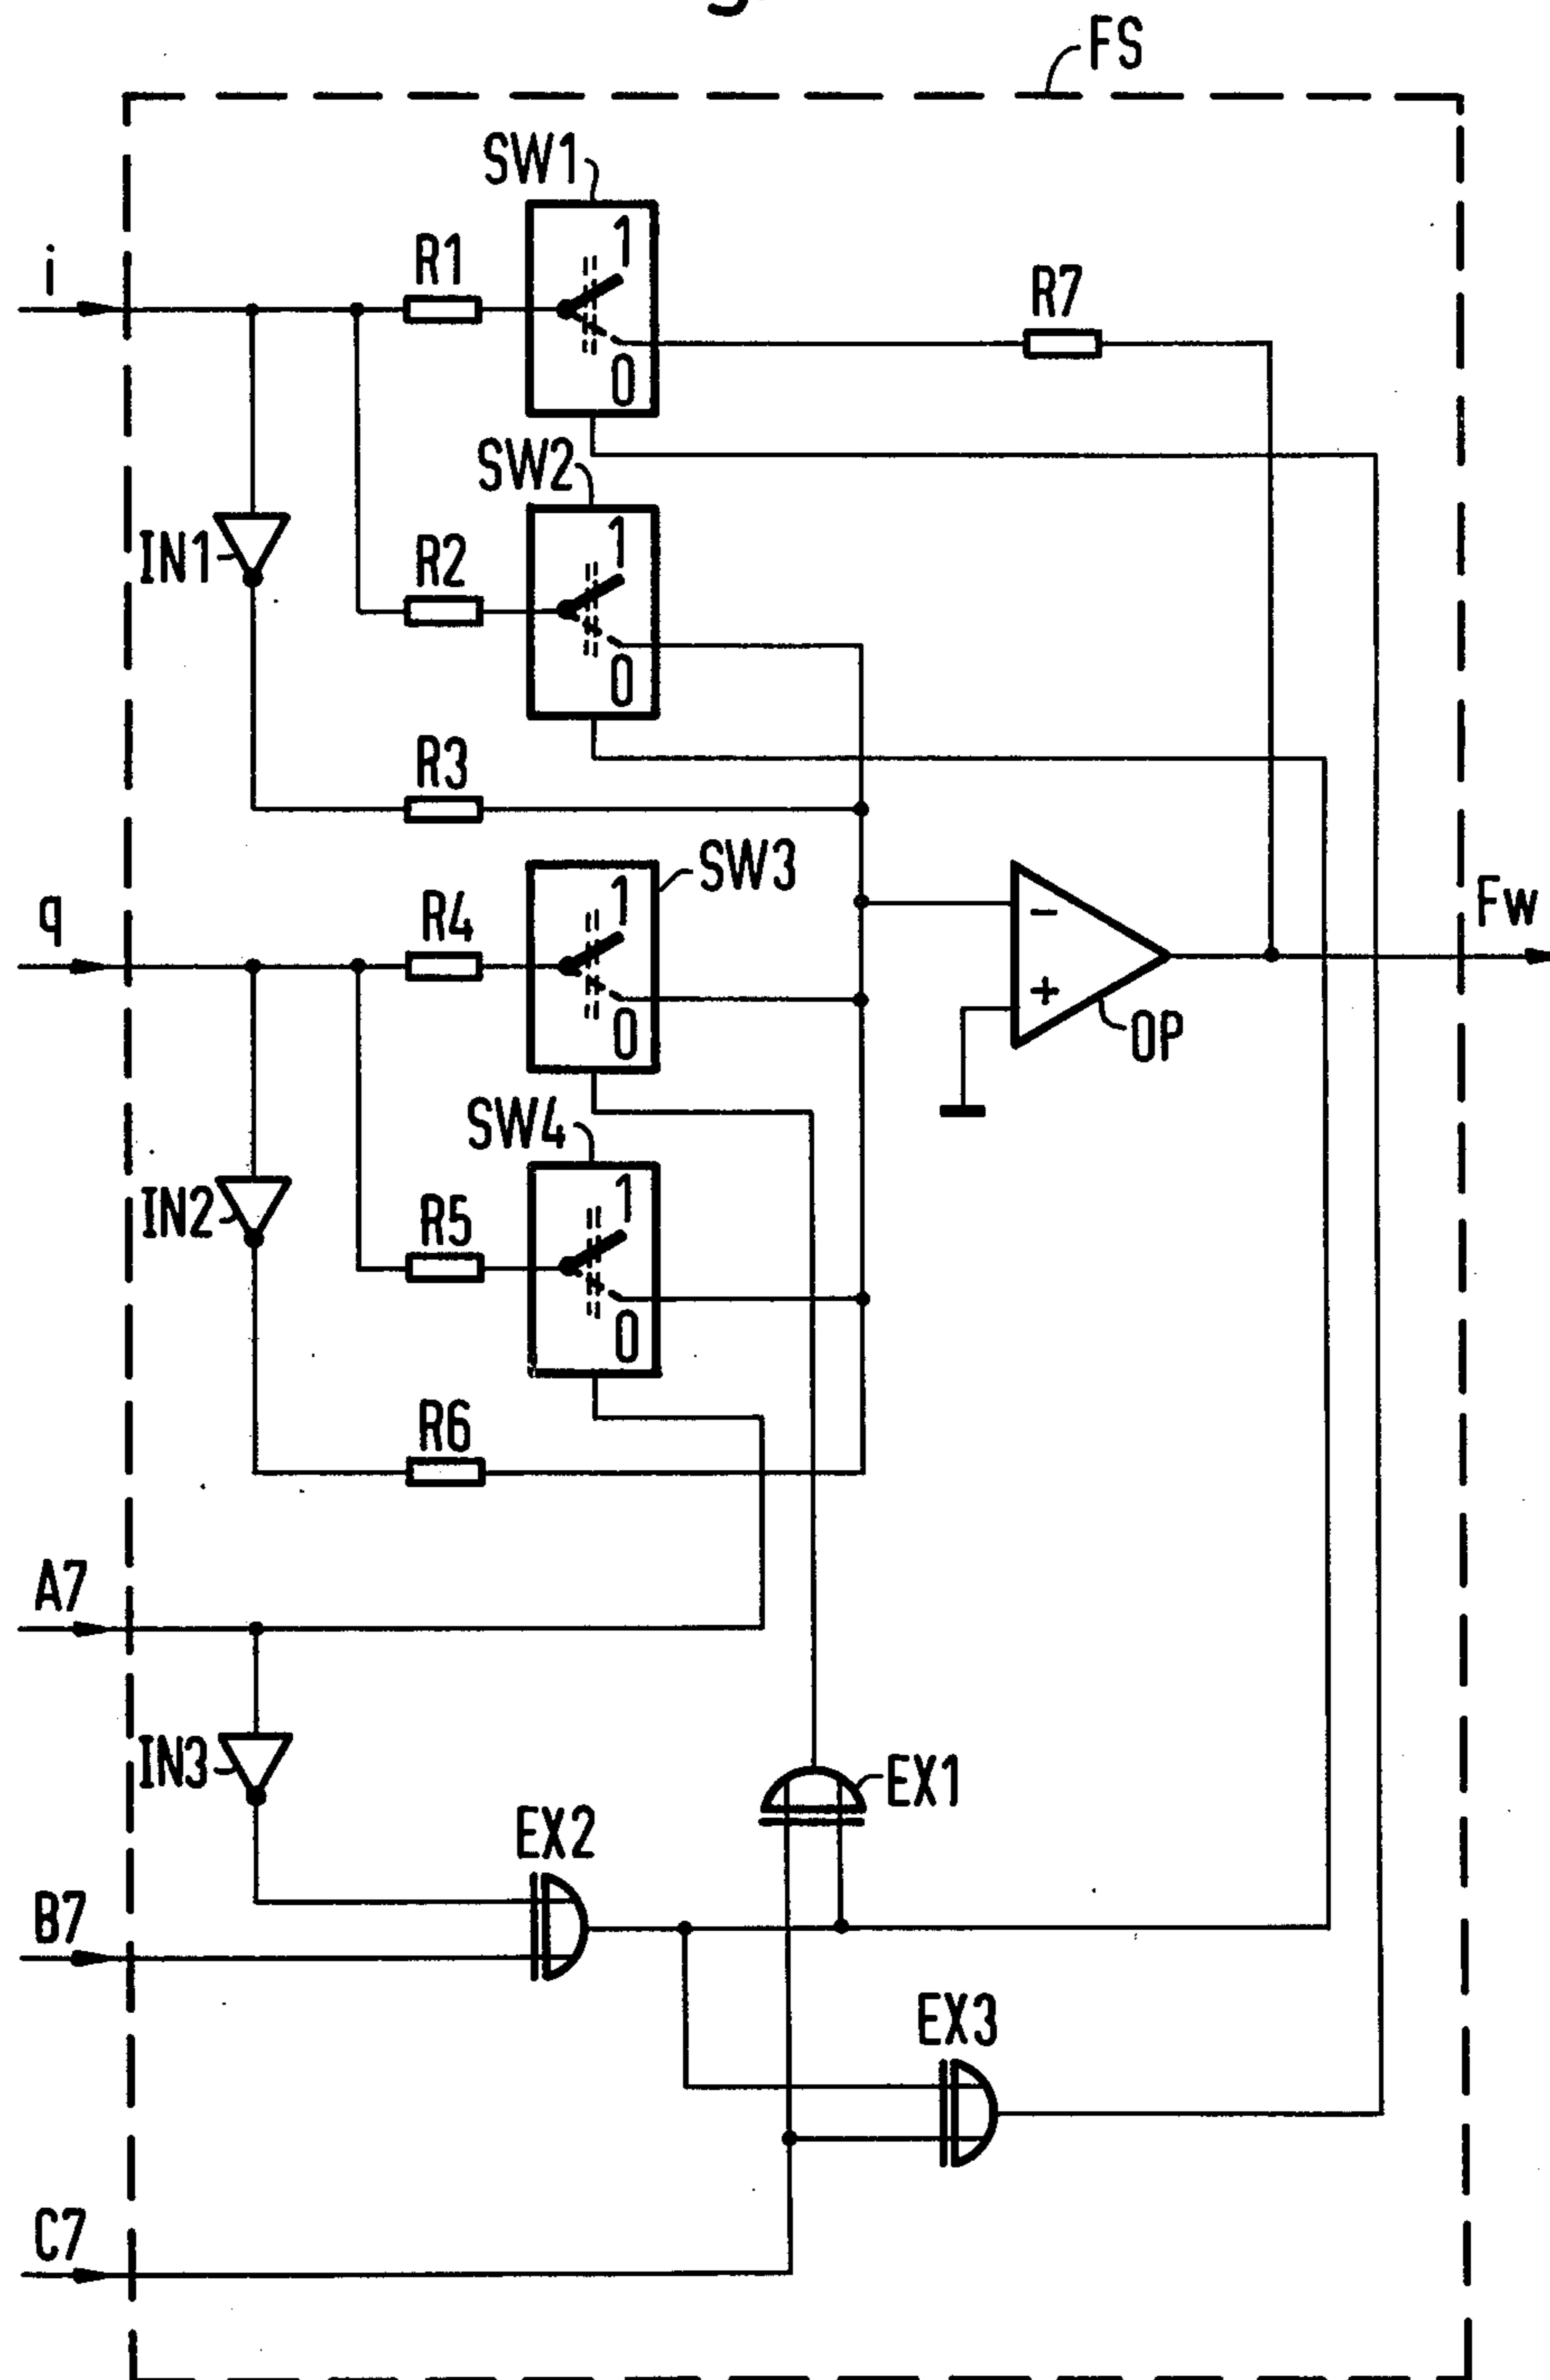 FS
SW1
1
i
R1
R7
0
SW2
1
IN1
R2
0
R3
SW3
1
q
R4
Fw
-
+
0
OP
SW4
1
IN2
R5
0
R6
A7
IN3
EX1
EX2
B7
EX3
C7